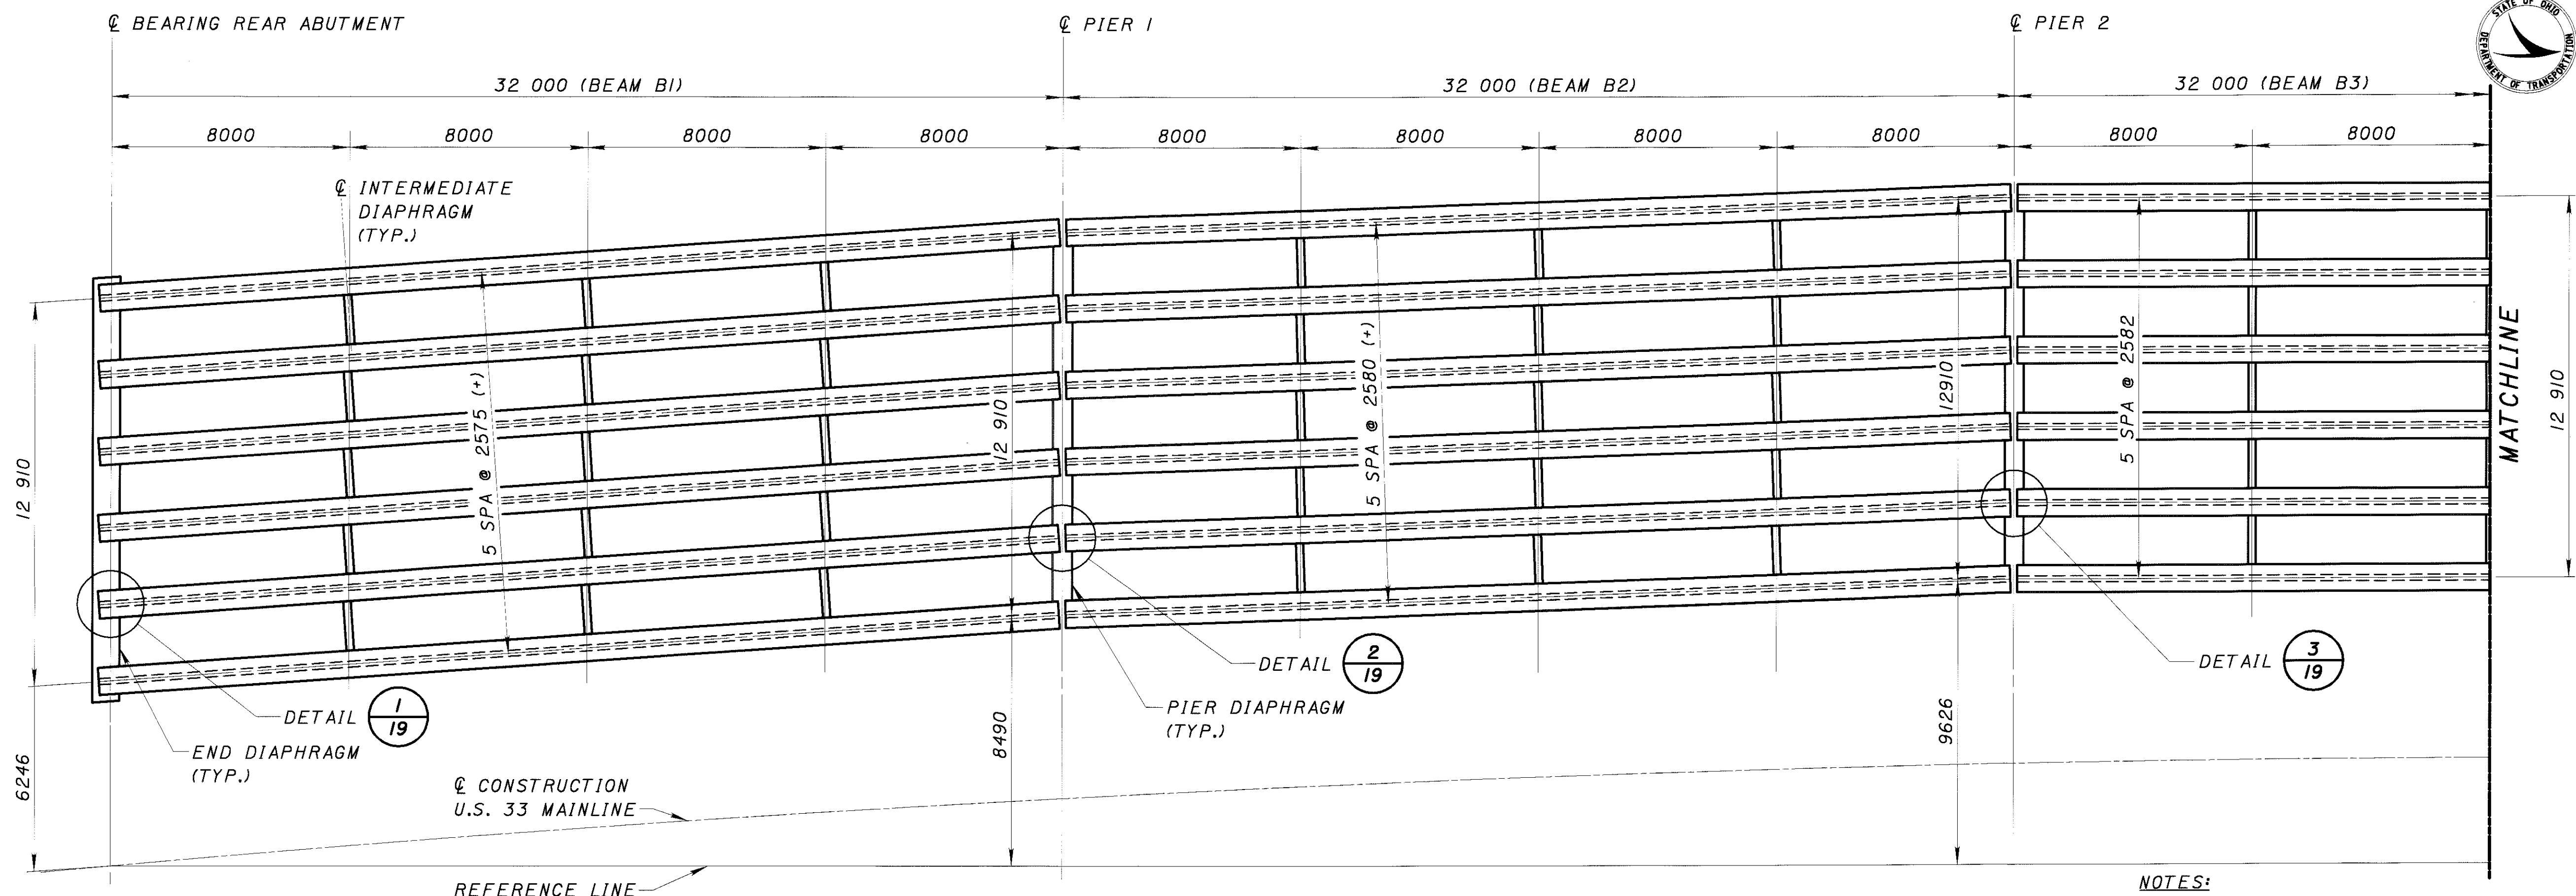 ℄ BEARING REAR ABUTMENT
℄ PIER 1
℄ PIER 2
STATE OF OHIO
DEPARTMENT OF TRANSPORTATION
32 000 (BEAM B1)
32 000 (BEAM B2)
32 000 (BEAM B3)
8000
8000
8000
8000
8000
8000
8000
8000
8000
8000
℄ INTERMEDIATE
DIAPHRAGM
(TYP.)
12 910
5 SPA @ 2575 (+)
12 910
5 SPA @ 2580 (+)
12910
5 SPA @ 2582
MATCHLINE
12 910
DETAIL 1
19
DETAIL 2
19
DETAIL 3
19
END DIAPHRAGM
(TYP.)
PIER DIAPHRAGM
(TYP.)
6246
8490
9626
℄ CONSTRUCTION
U.S. 33 MAINLINE
REFERENCE LINE
NOTES: